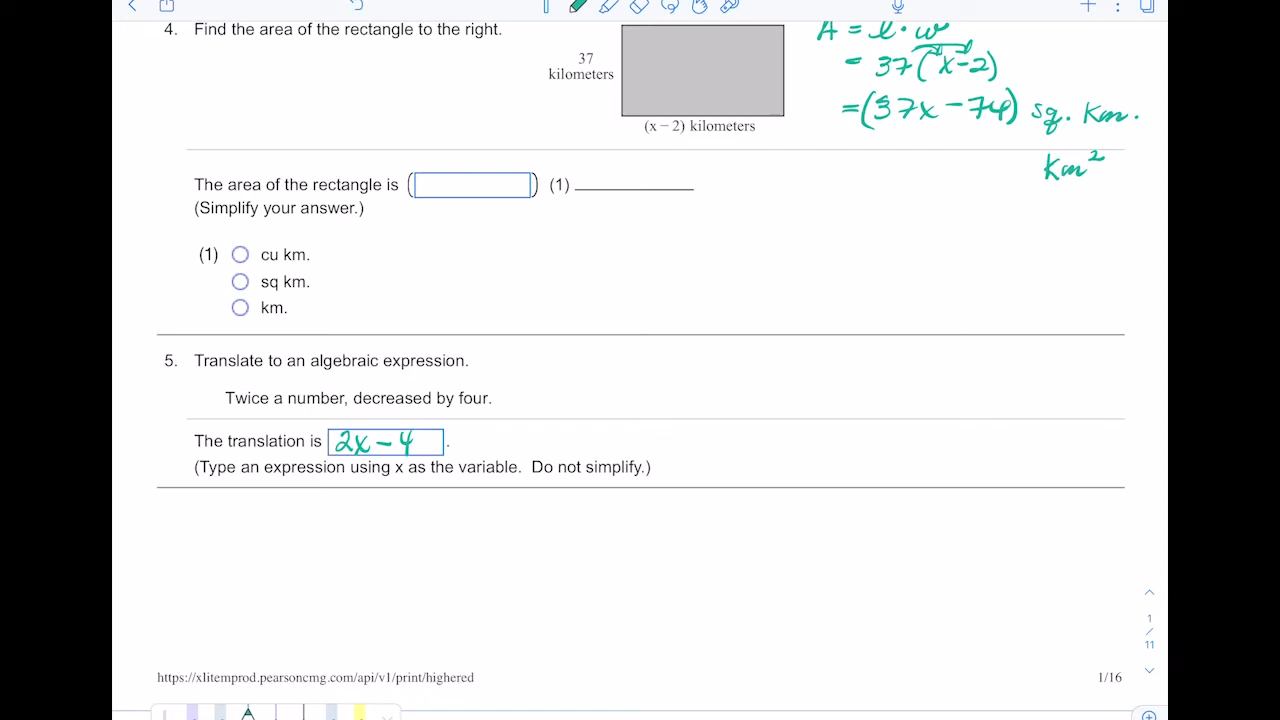 4. Find the area of the rectangle to the right.
37
kilometers
(x − 2) kilometers
A = l · w
= 37(x − 2)
= (37x − 74) sq. km.
km²
The area of the rectangle is ( ) (1)
(Simplify your answer.)
(1) cu km.
sq km.
km.
5. Translate to an algebraic expression.
Twice a number, decreased by four.
The translation is 2x − 4 .
(Type an expression using x as the variable. Do not simplify.)
1
/
11
https://xlitemprod.pearsoncmg.com/api/v1/print/highered
1/16